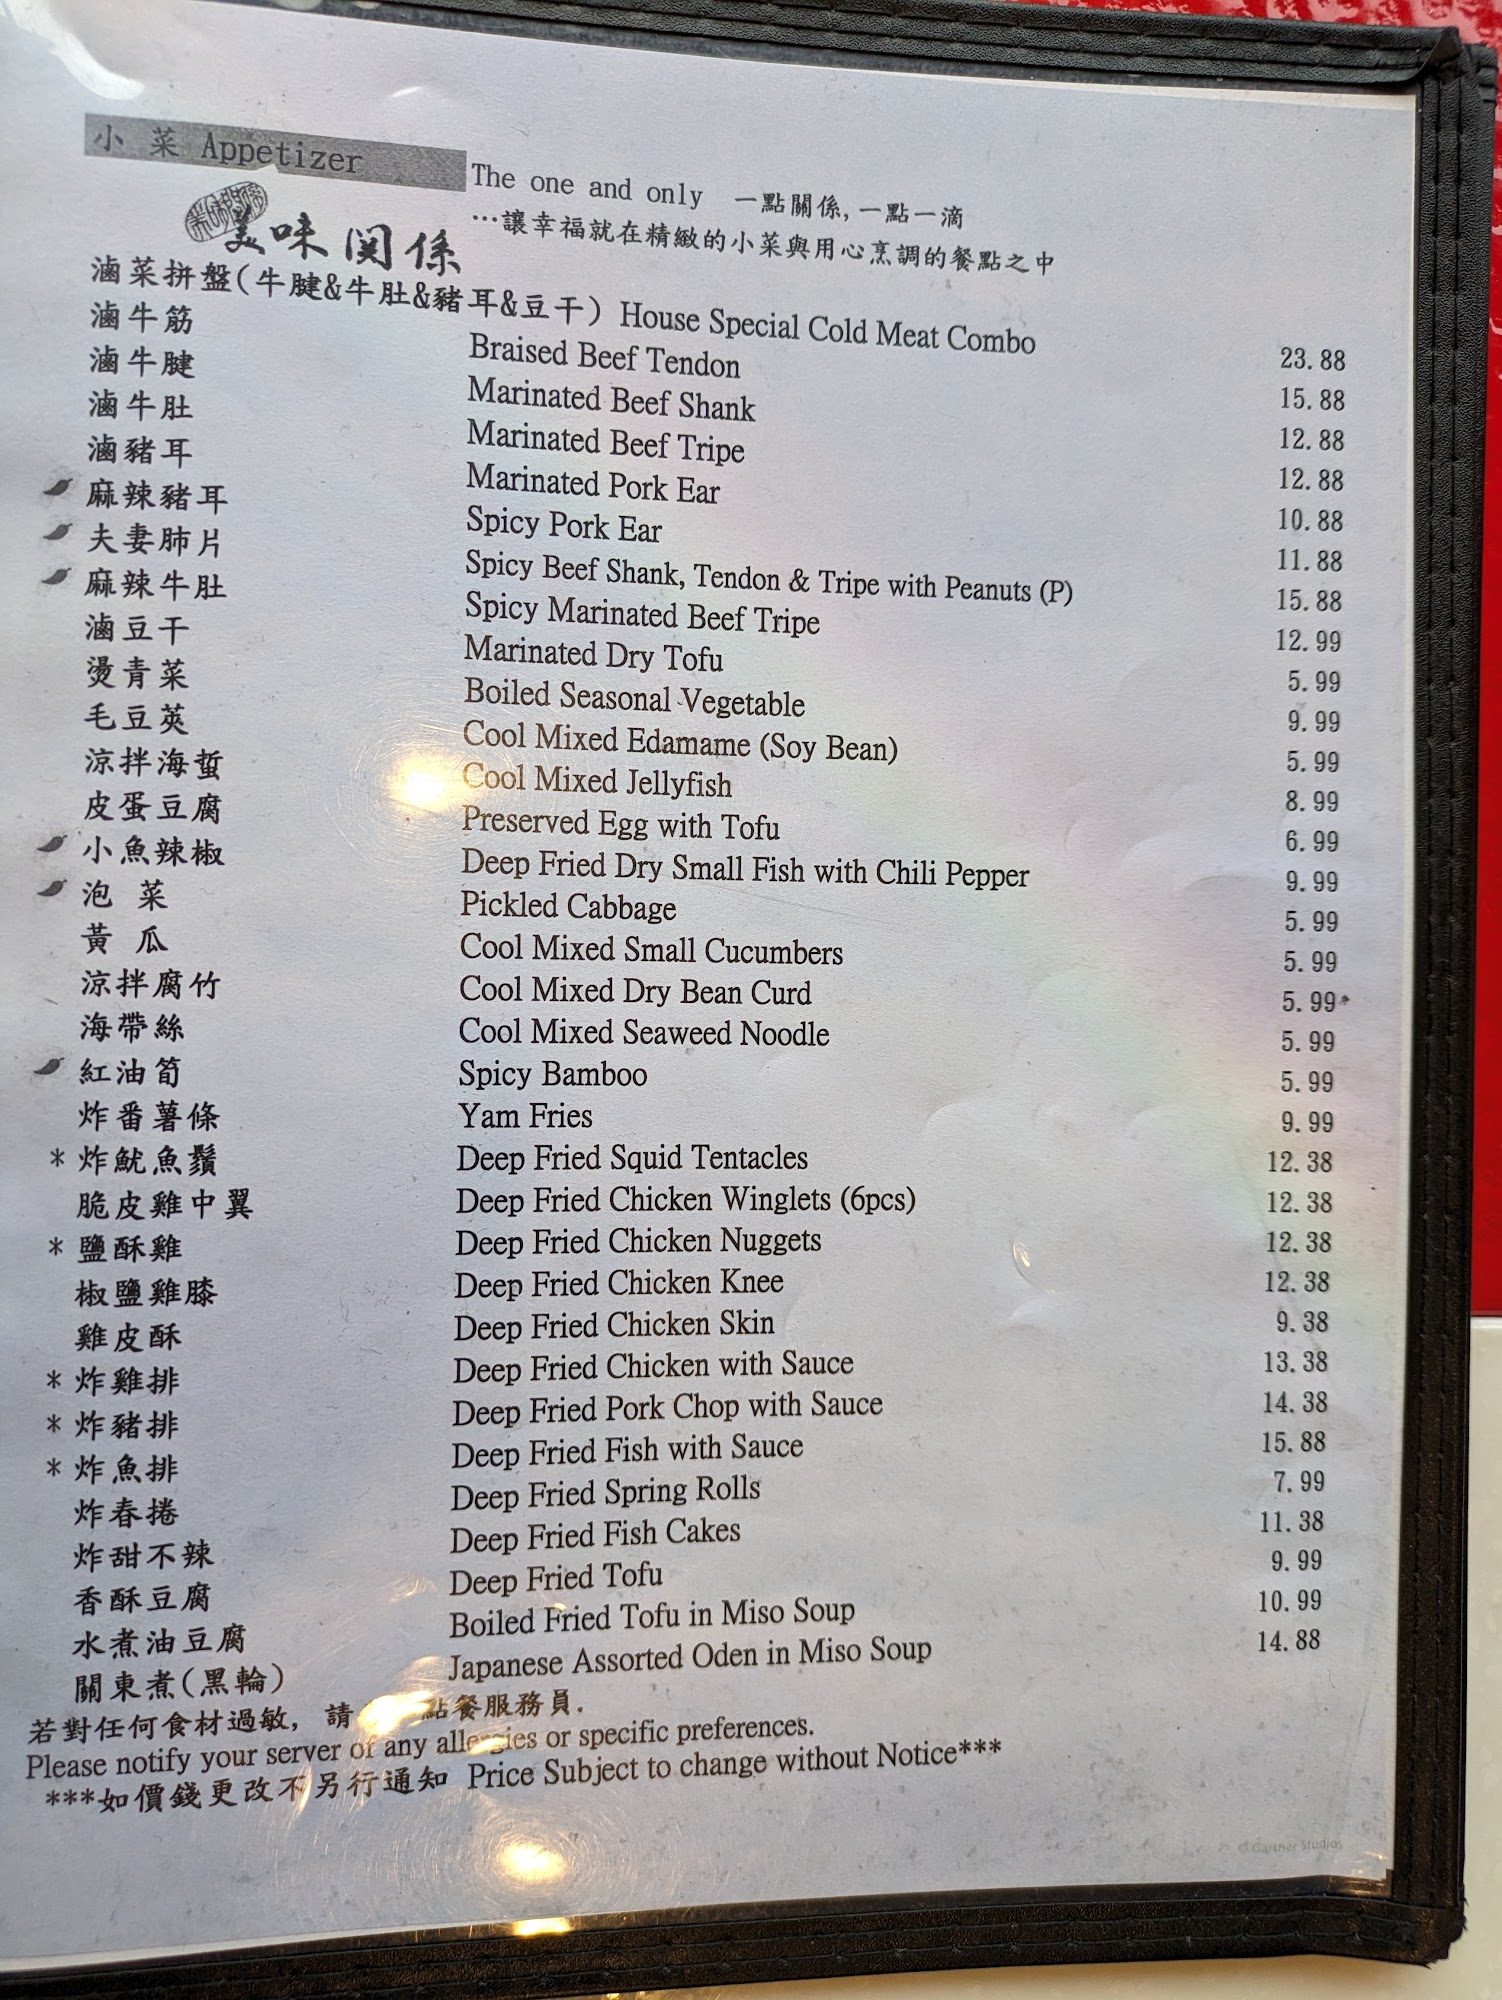 小 菜 Appetizer
The one and only 一點關係,一點一滴
美味関係
…讓幸福就在精緻的小菜與用心烹調的餐點之中
滷菜拼盤(牛腱&牛肚&豬耳&豆干) House Special Cold Meat Combo 23.88
滷牛筋 Braised Beef Tendon 15.88
滷牛腱 Marinated Beef Shank 12.88
滷牛肚 Marinated Beef Tripe 12.88
滷豬耳 Marinated Pork Ear 10.88
麻辣豬耳 Spicy Pork Ear 11.88
夫妻肺片 Spicy Beef Shank, Tendon & Tripe with Peanuts (P) 15.88
麻辣牛肚 Spicy Marinated Beef Tripe 12.99
滷豆干 Marinated Dry Tofu 5.99
燙青菜 Boiled Seasonal Vegetable 9.99
毛豆莢 Cool Mixed Edamame (Soy Bean) 5.99
涼拌海蜇 Cool Mixed Jellyfish 8.99
皮蛋豆腐 Preserved Egg with Tofu 6.99
小魚辣椒 Deep Fried Dry Small Fish with Chili Pepper 9.99
泡 菜 Pickled Cabbage 5.99
黃 瓜 Cool Mixed Small Cucumbers 5.99
涼拌腐竹 Cool Mixed Dry Bean Curd 5.99
海帶絲 Cool Mixed Seaweed Noodle 5.99
紅油筍 Spicy Bamboo 5.99
炸番薯條 Yam Fries 9.99
* 炸魷魚鬚 Deep Fried Squid Tentacles 12.38
脆皮雞中翼 Deep Fried Chicken Winglets (6pcs) 12.38
* 鹽酥雞 Deep Fried Chicken Nuggets 12.38
椒鹽雞膝 Deep Fried Chicken Knee 12.38
雞皮酥 Deep Fried Chicken Skin 9.38
* 炸雞排 Deep Fried Chicken with Sauce 13.38
* 炸豬排 Deep Fried Pork Chop with Sauce 14.38
* 炸魚排 Deep Fried Fish with Sauce 15.88
炸春捲 Deep Fried Spring Rolls 7.99
炸甜不辣 Deep Fried Fish Cakes 11.38
香酥豆腐 Deep Fried Tofu 9.99
水煮油豆腐 Boiled Fried Tofu in Miso Soup 10.99
關東煮(黑輪) Japanese Assorted Oden in Miso Soup 14.88
若對任何食材過敏, 請 點餐服務員.
Please notify your server of any allergies or specific preferences.
***如價錢更改不另行通知 Price Subject to change without Notice***
© Gartner Studios